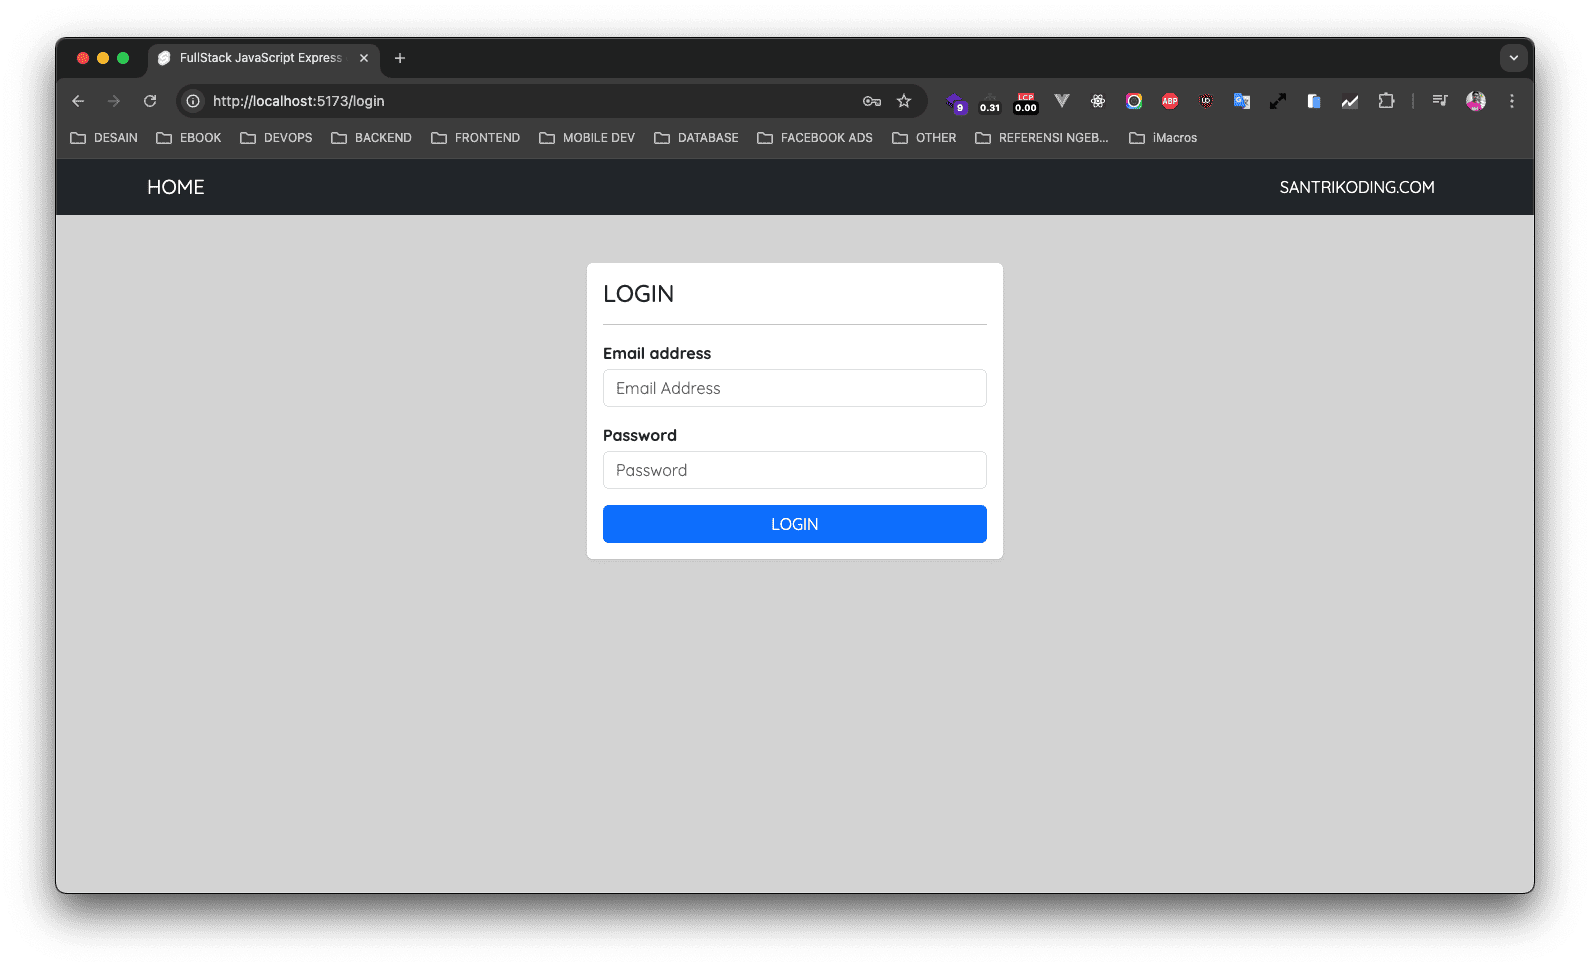 FullStack JavaScript Express
http://localhost:5173/login
9
0.31
LCP
0.00
ABP
DESAIN
EBOOK
DEVOPS
BACKEND
FRONTEND
MOBILE DEV
DATABASE
FACEBOOK ADS
OTHER
REFERENSI NGEB...
iMacros
HOME
SANTRIKODING.COM
LOGIN
Email address
Email Address
Password
Password
LOGIN